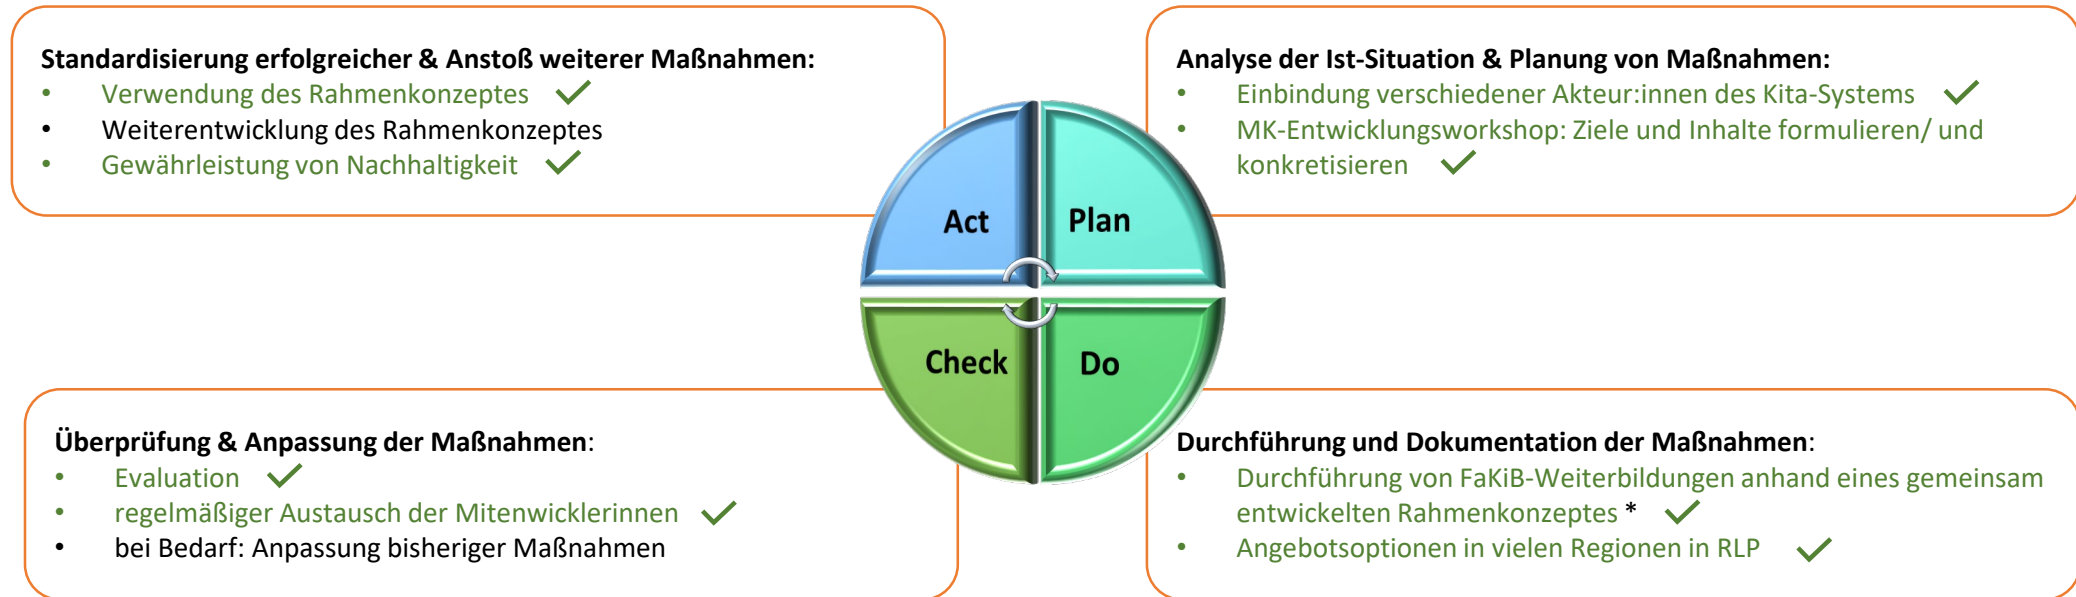 Standardisierung erfolgreicher & Anstoß weiterer Maßnahmen:
• Verwendung des Rahmenkonzeptes ✓
• Weiterentwicklung des Rahmenkonzeptes
• Gewährleistung von Nachhaltigkeit ✓
Analyse der Ist-Situation & Planung von Maßnahmen:
• Einbindung verschiedener Akteur:innen des Kita-Systems ✓
• MK-Entwicklungsworkshop: Ziele und Inhalte formulieren/ und
konkretisieren ✓
Act
Plan
Check
Do
Überprüfung & Anpassung der Maßnahmen:
• Evaluation ✓
• regelmäßiger Austausch der Mitenwicklerinnen ✓
• bei Bedarf: Anpassung bisheriger Maßnahmen
Durchführung und Dokumentation der Maßnahmen:
• Durchführung von FaKiB-Weiterbildungen anhand eines gemeinsam
entwickelten Rahmenkonzeptes * ✓
• Angebotsoptionen in vielen Regionen in RLP ✓